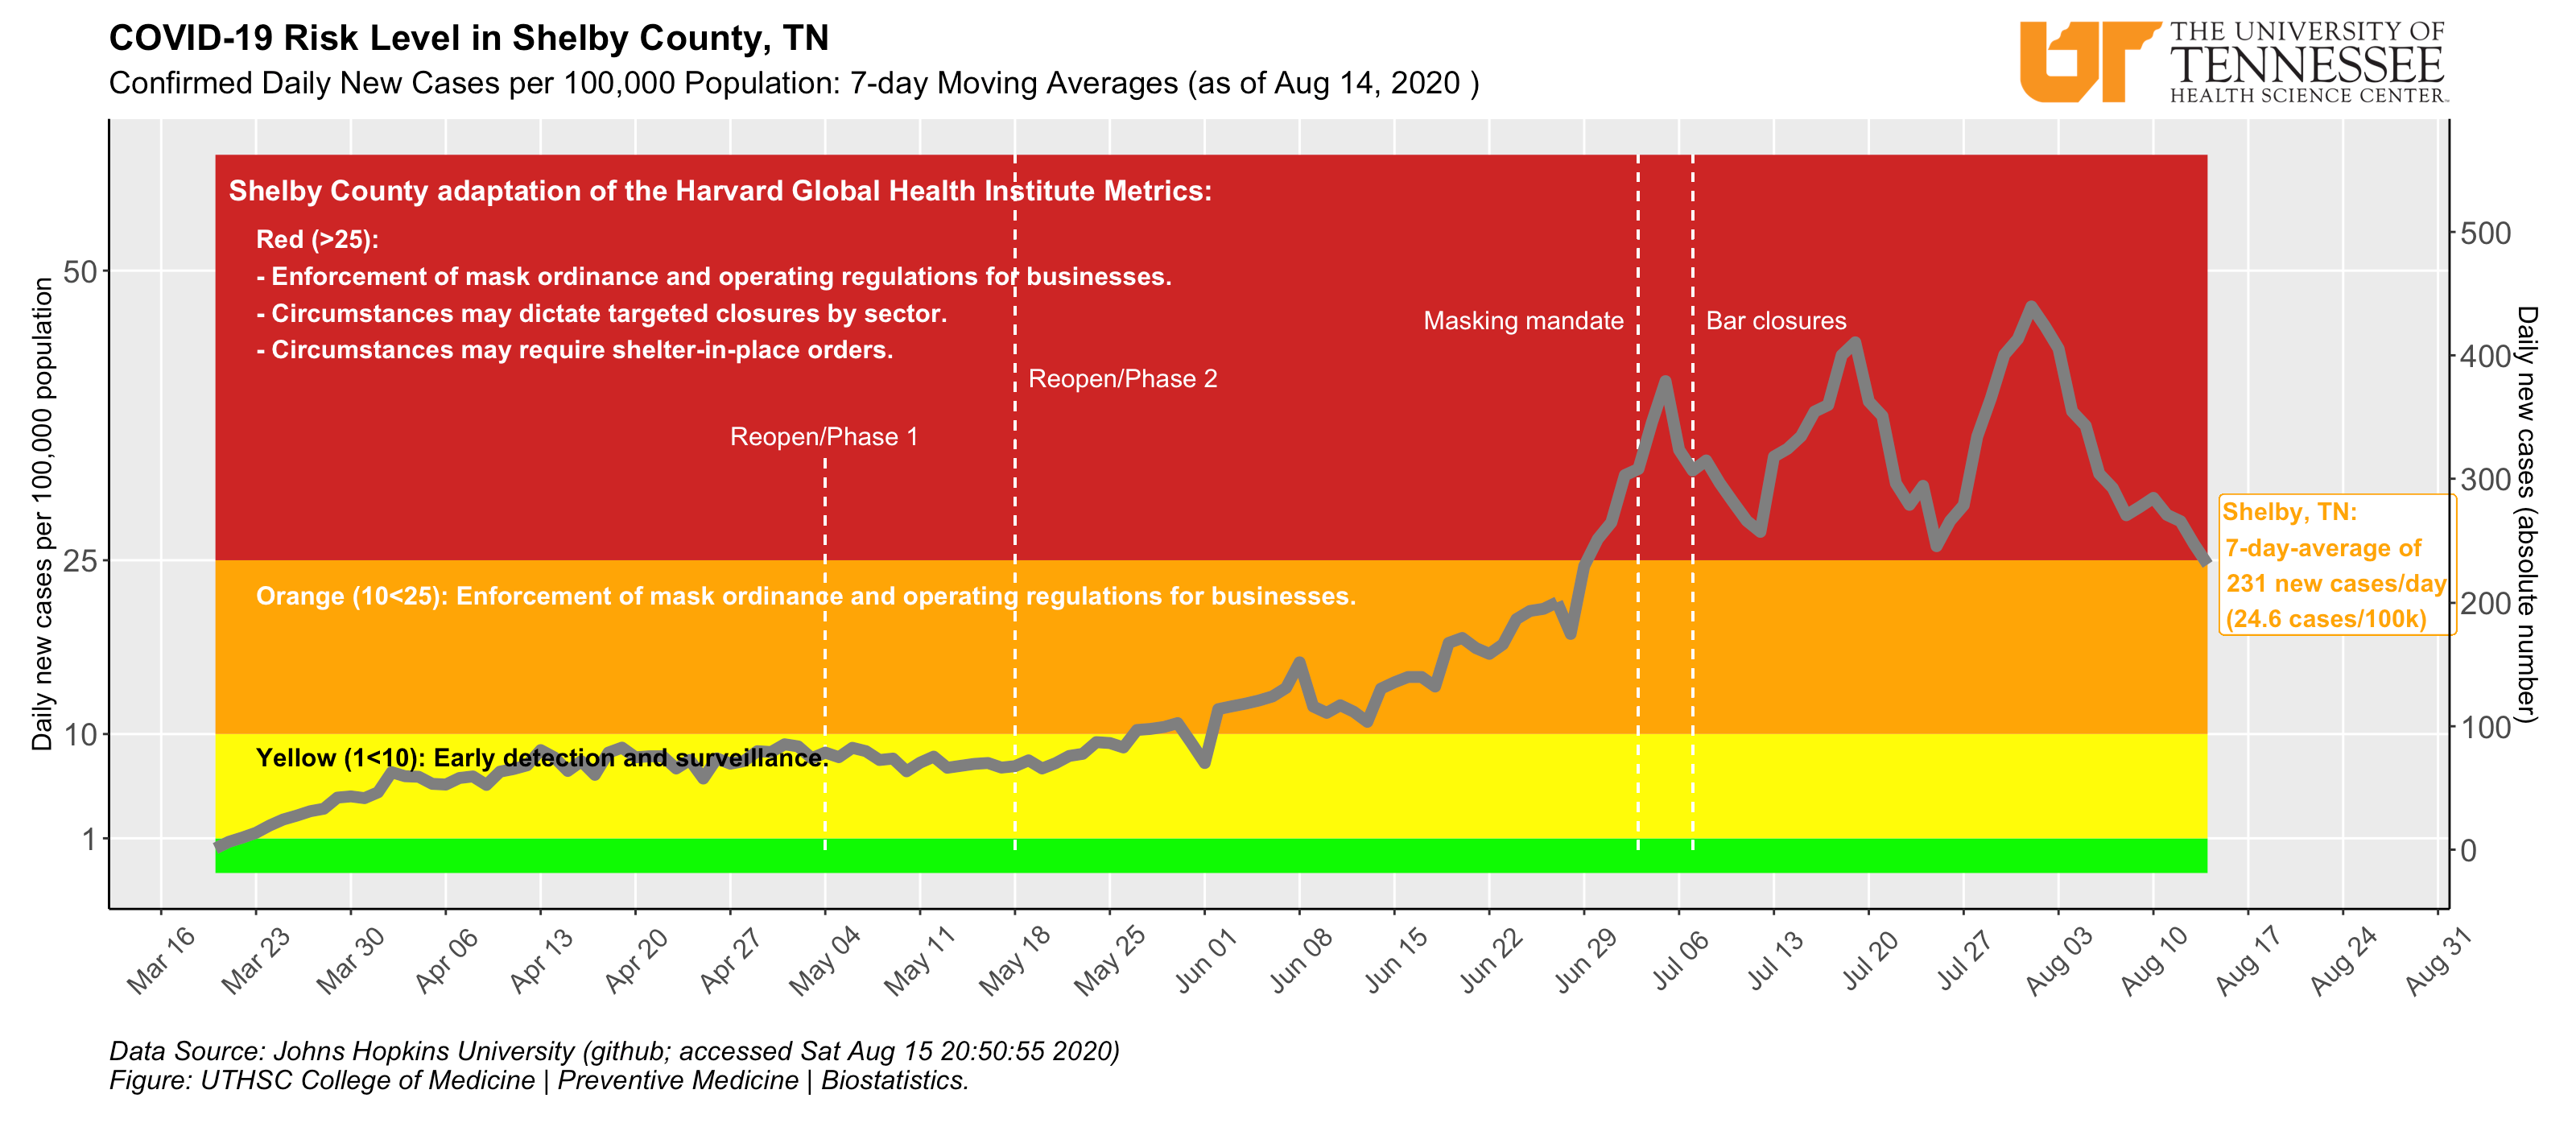 COVID-19 Risk Level in Shelby County, TN
Confirmed Daily New Cases per 100,000 Population: 7-day Moving Averages (as of Aug 14, 2020 )
UT
THE UNIVERSITY OF
TENNESSEE
HEALTH SCIENCE CENTER™
Daily new cases per 100,000 population
50
25
10
1
Shelby County adaptation of the Harvard Global Health Institute Metrics:
Red (>25):
- Enforcement of mask ordinance and operating regulations for businesses.
- Circumstances may dictate targeted closures by sector.
- Circumstances may require shelter-in-place orders.
Masking mandate
Bar closures
Reopen/Phase 2
Reopen/Phase 1
Orange (10<25): Enforcement of mask ordinance and operating regulations for businesses.
Yellow (1<10): Early detection and surveillance.
Shelby, TN:
7-day-average of
231 new cases/day
(24.6 cases/100k)
500
400
300
200
100
0
Daily new cases (absolute number)
Mar 16
Mar 23
Mar 30
Apr 06
Apr 13
Apr 20
Apr 27
May 04
May 11
May 18
May 25
Jun 01
Jun 08
Jun 15
Jun 22
Jun 29
Jul 06
Jul 13
Jul 20
Jul 27
Aug 03
Aug 10
Aug 17
Aug 24
Aug 31
Data Source: Johns Hopkins University (github; accessed Sat Aug 15 20:50:55 2020)
Figure: UTHSC College of Medicine | Preventive Medicine | Biostatistics.